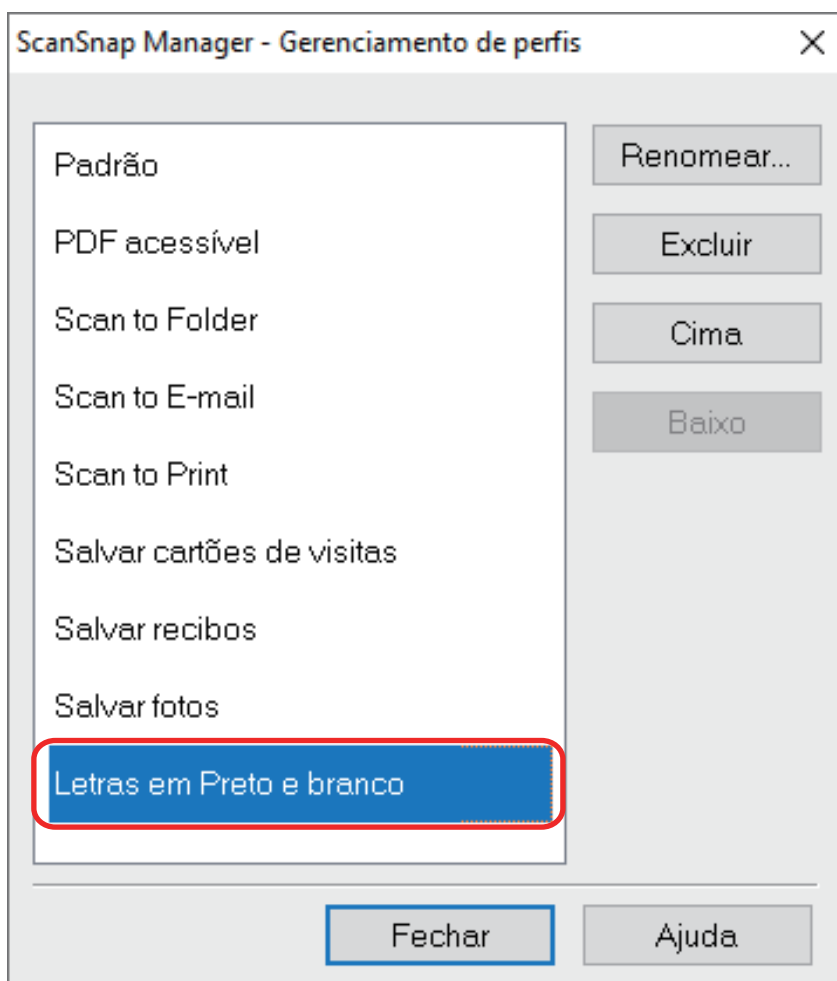 ScanSnap Manager - Gerenciamento de perfis
Padrão
PDF acessível
Scan to Folder
Scan to E-mail
Scan to Print
Salvar cartões de visitas
Salvar recibos
Salvar fotos
Letras em Preto e branco
Renomear...
Excluir
Cima
Baixo
Fechar
Ajuda